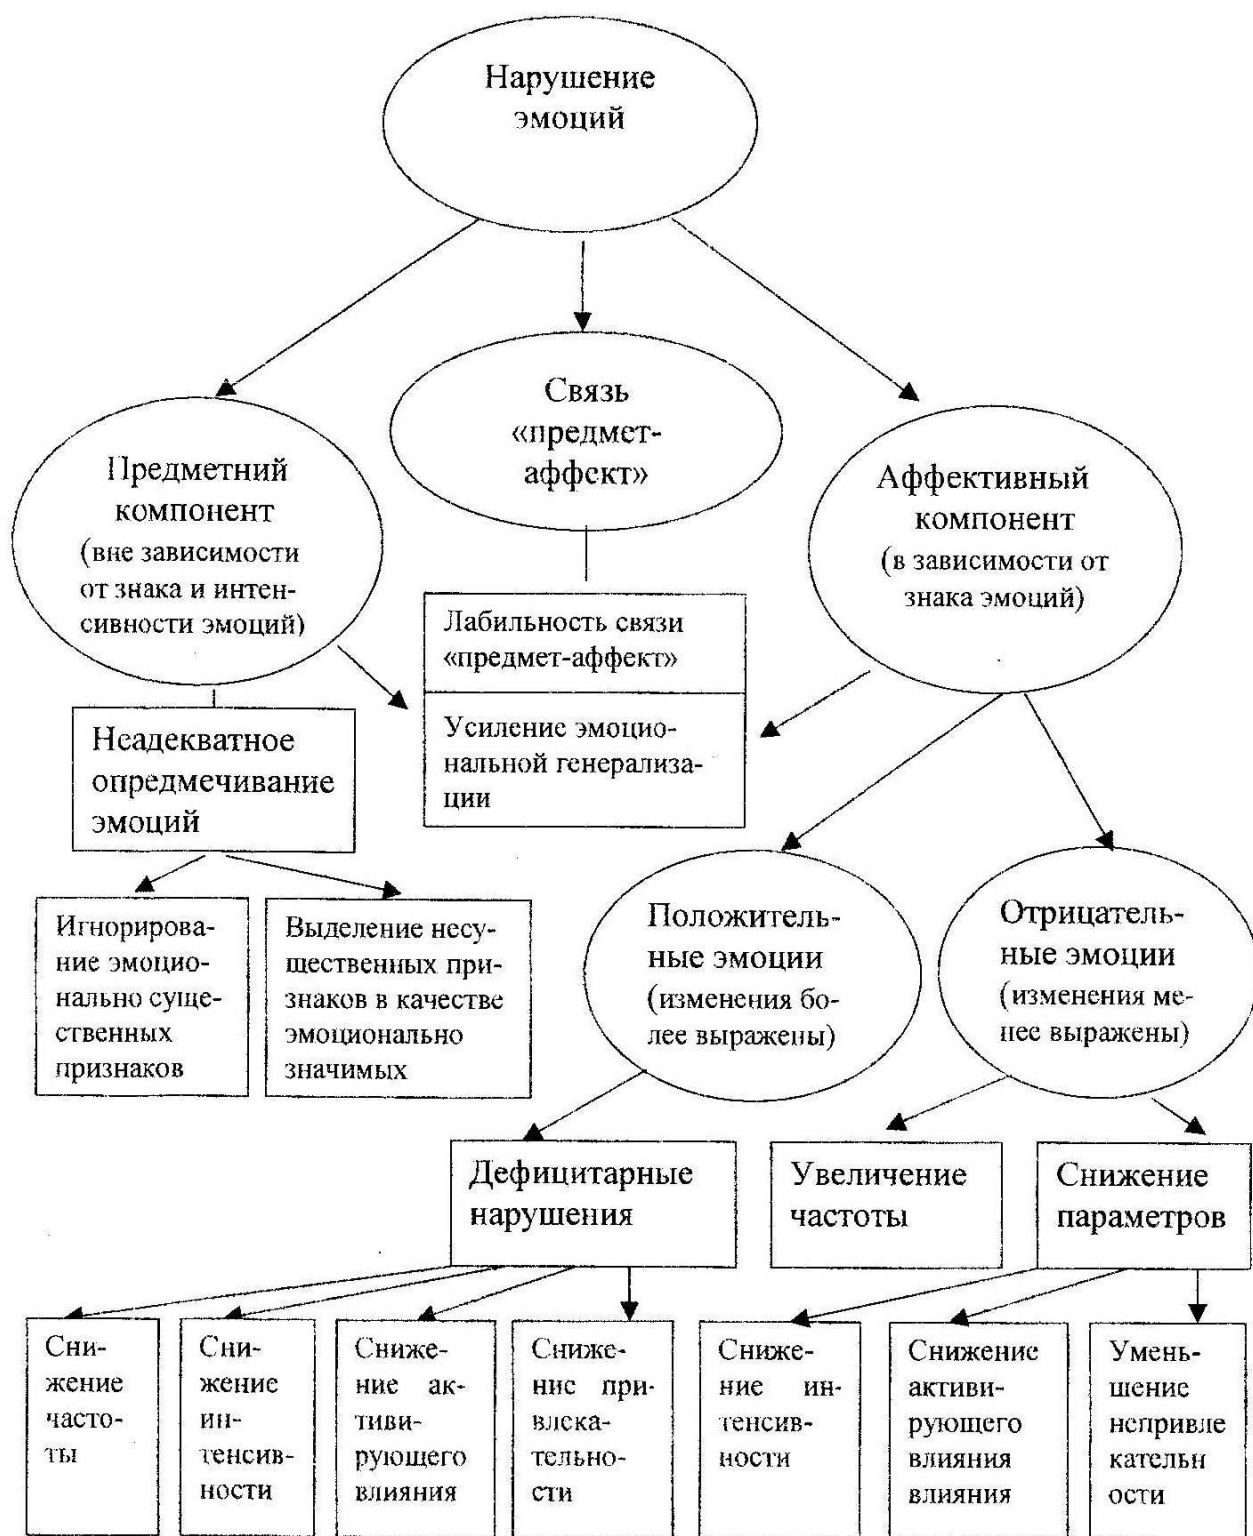 Нарушение
эмоций
Связь
«предмет-
аффект»
Предметний
компонент
(вне зависимости
от знака и интен-
сивности эмоций)
Аффективный
компонент
(в зависимости от
знака эмоций)
Лабильность связи
«предмет-аффект»
Усиление эмоцио-
нальной генерализа-
ции
Неадекватное
опредмечивание
эмоций
Игнорирова-
ние эмоцио-
нально суще-
ственных
признаков
Выделение несу-
щественных при-
знаков в качестве
эмоционально
значимых
Положитель-
ные эмоции
(изменения бо-
лее выражены)
Отрицатель-
ные эмоции
(изменения ме-
нее выражены)
Дефицитарные
нарушения
Увеличение
частоты
Снижение
параметров
Сни-
жение
часто-
ты
Сни-
жение
ин-
тенсив-
ности
Сниже-
ние ак-
тиви-
рующего
влияния
Сниже-
ние при-
влека-
тельно-
сти
Сниже-
ние ин-
тенсив-
ности
Снижение
активи-
рующего
влияния
влияния
Умень-
шение
непривле
кательн
ости